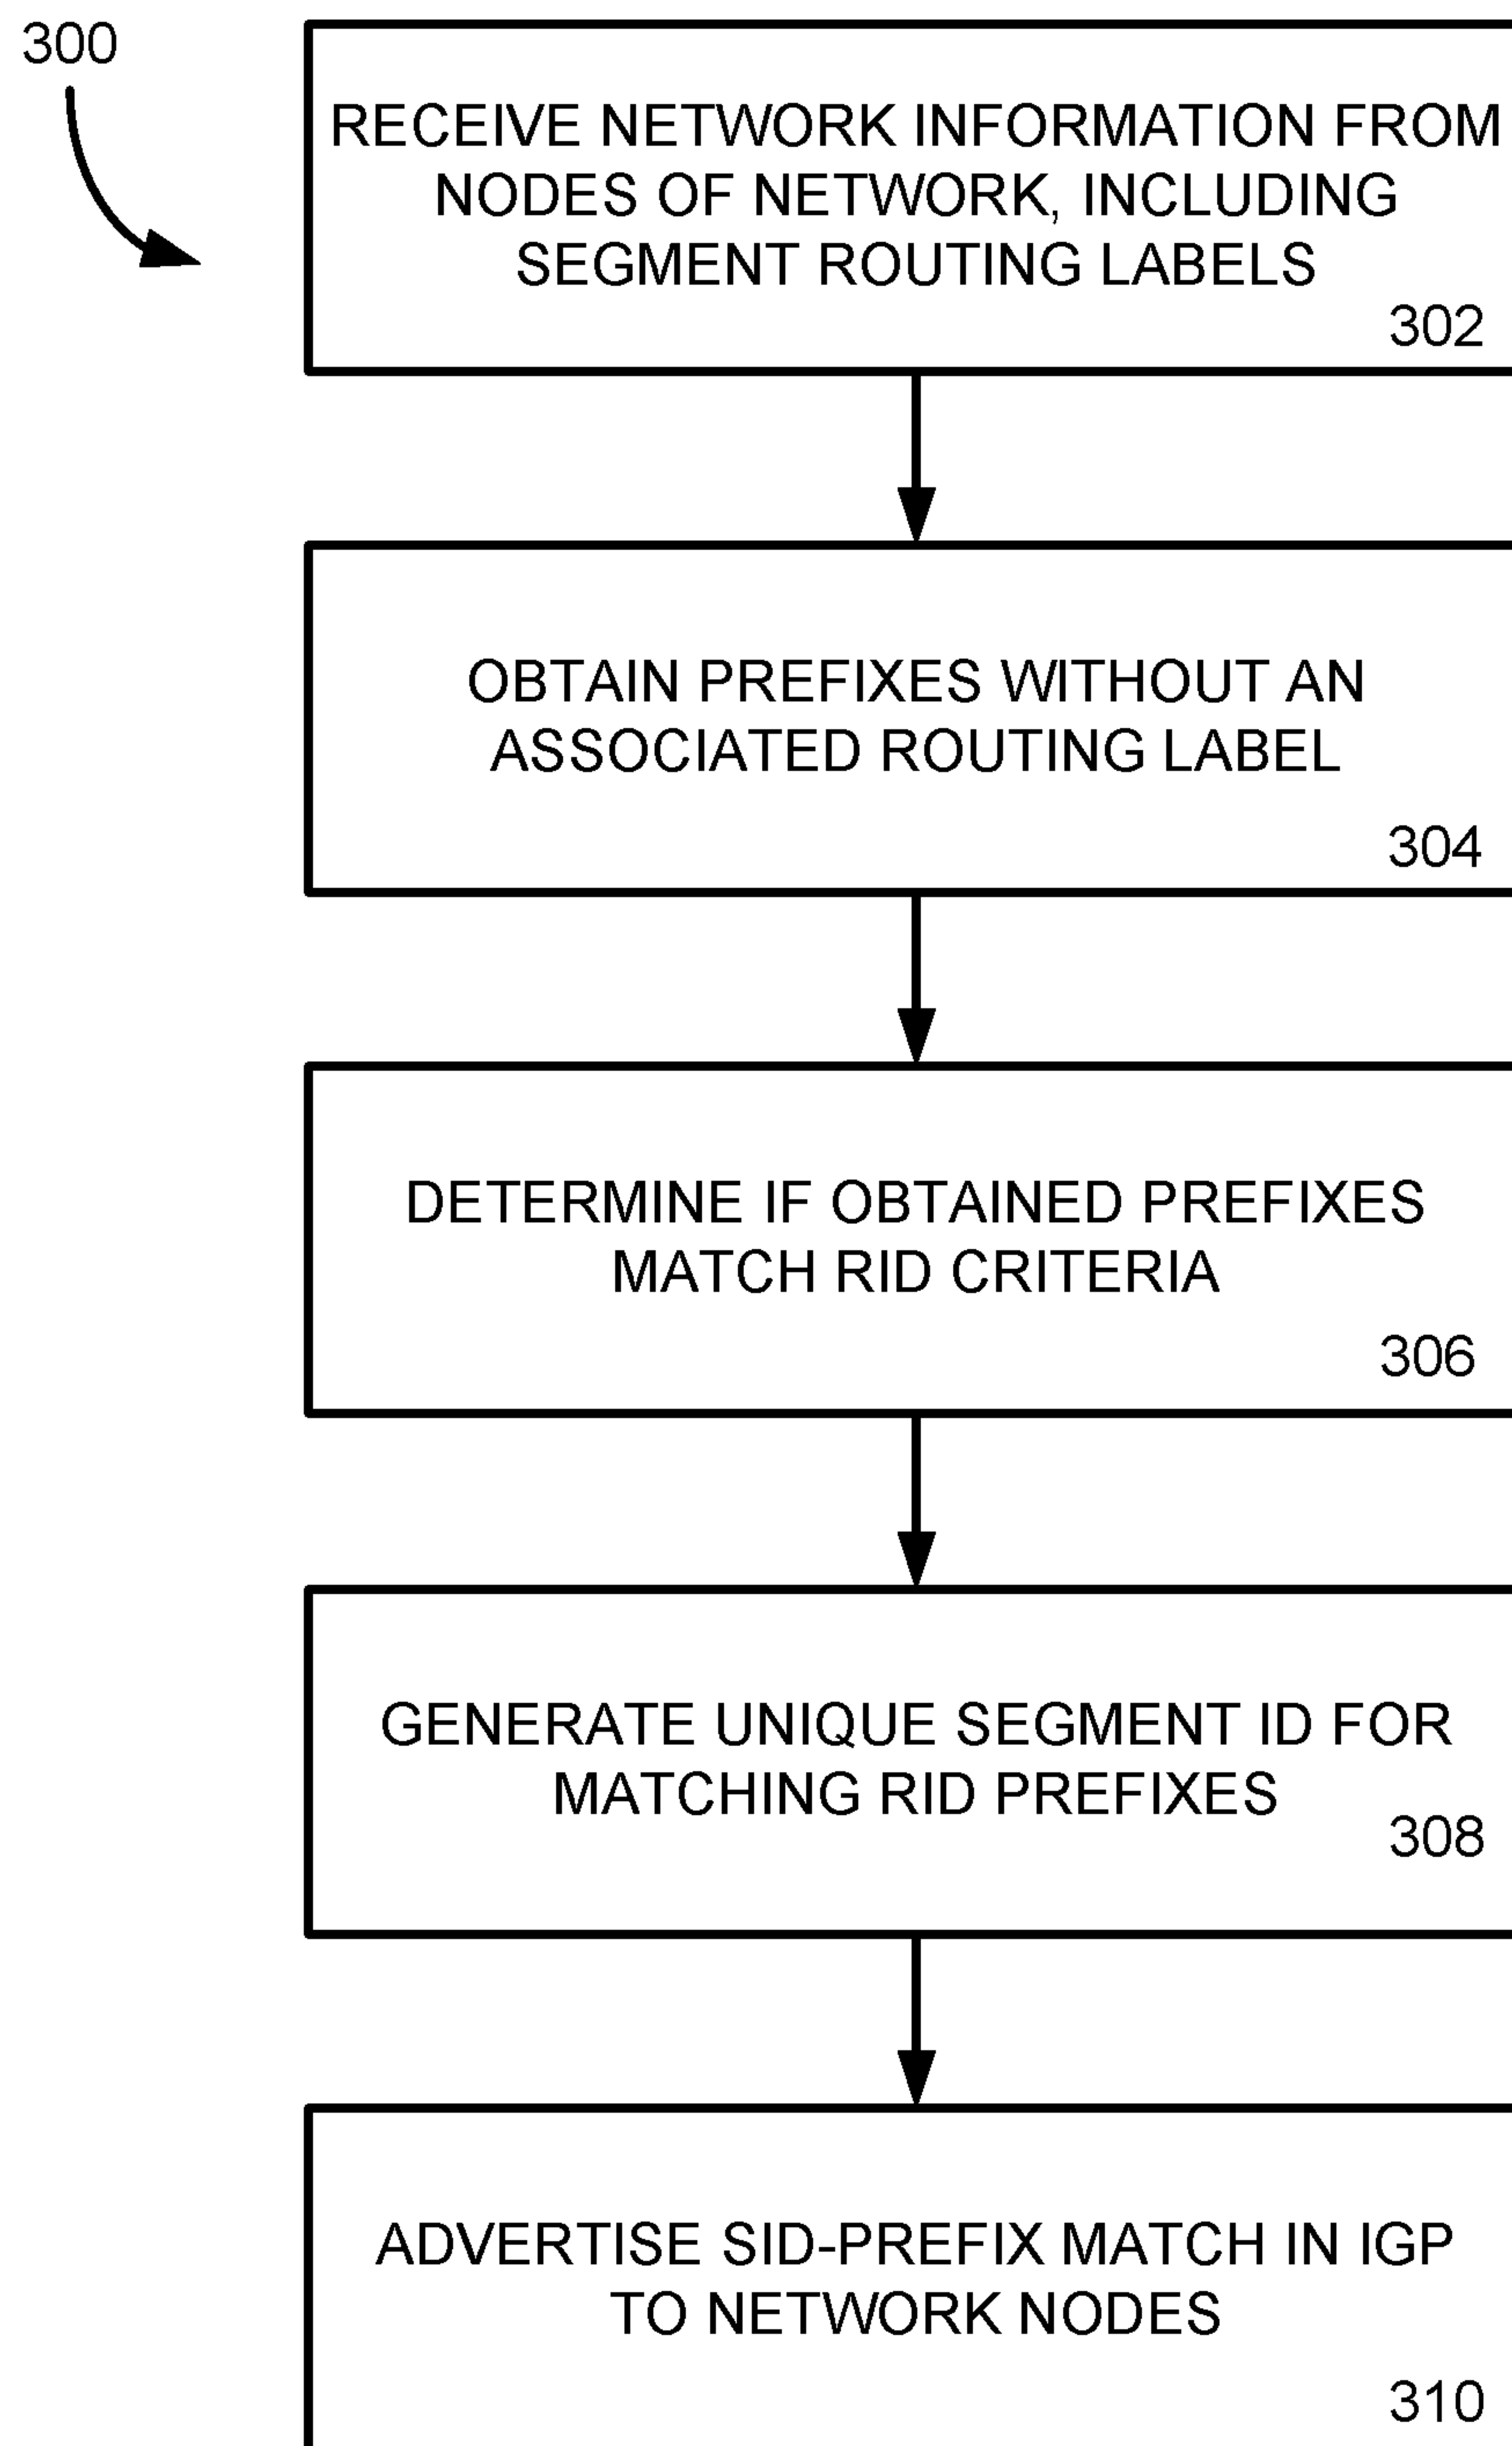 300
RECEIVE NETWORK INFORMATION FROM
NODES OF NETWORK, INCLUDING
SEGMENT ROUTING LABELS
302
OBTAIN PREFIXES WITHOUT AN
ASSOCIATED ROUTING LABEL
304
DETERMINE IF OBTAINED PREFIXES
MATCH RID CRITERIA
306
GENERATE UNIQUE SEGMENT ID FOR
MATCHING RID PREFIXES
308
ADVERTISE SID-PREFIX MATCH IN IGP
TO NETWORK NODES
310